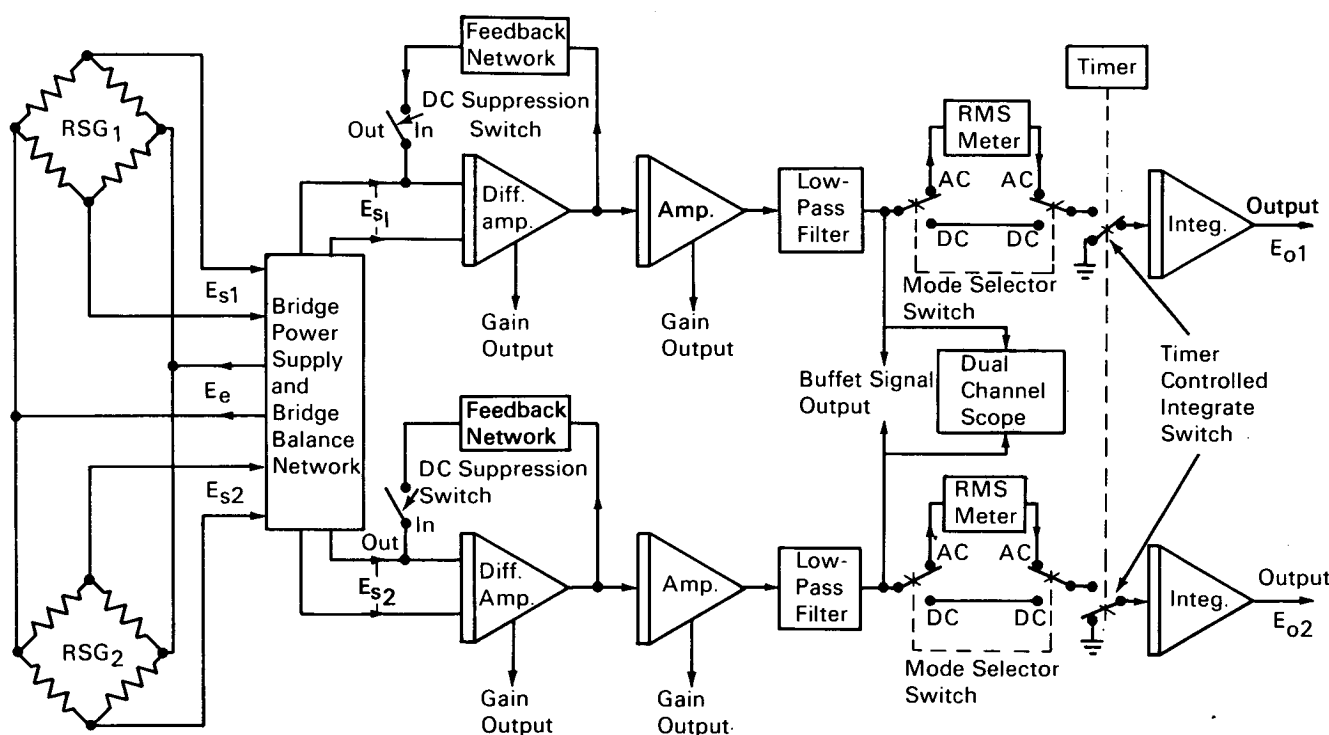 Feedback
Network
Timer
RSG1
DC Suppression
Switch
Out
In
RMS
Meter
AC
AC
Es1
Diff.
amp.
Amp.
Low-
Pass
Filter
DC
DC
Integ.
Output
Eo1
Mode Selector
Switch
Es1
Gain
Output
Gain
Output
Bridge
Power
Supply
and
Bridge
Balance
Network
Ee
Buffet Signal
Output
Dual
Channel
Scope
Timer
Controlled
Integrate
Switch
Feedback
Network
Es2
DC Suppression
Switch
In
Out
RMS
Meter
AC
AC
Es2
Diff.
Amp.
Amp.
Low-
Pass
Filter
DC
DC
Integ.
Output
Eo2
RSG2
Mode Selector
Switch
Gain
Output
Gain
Output